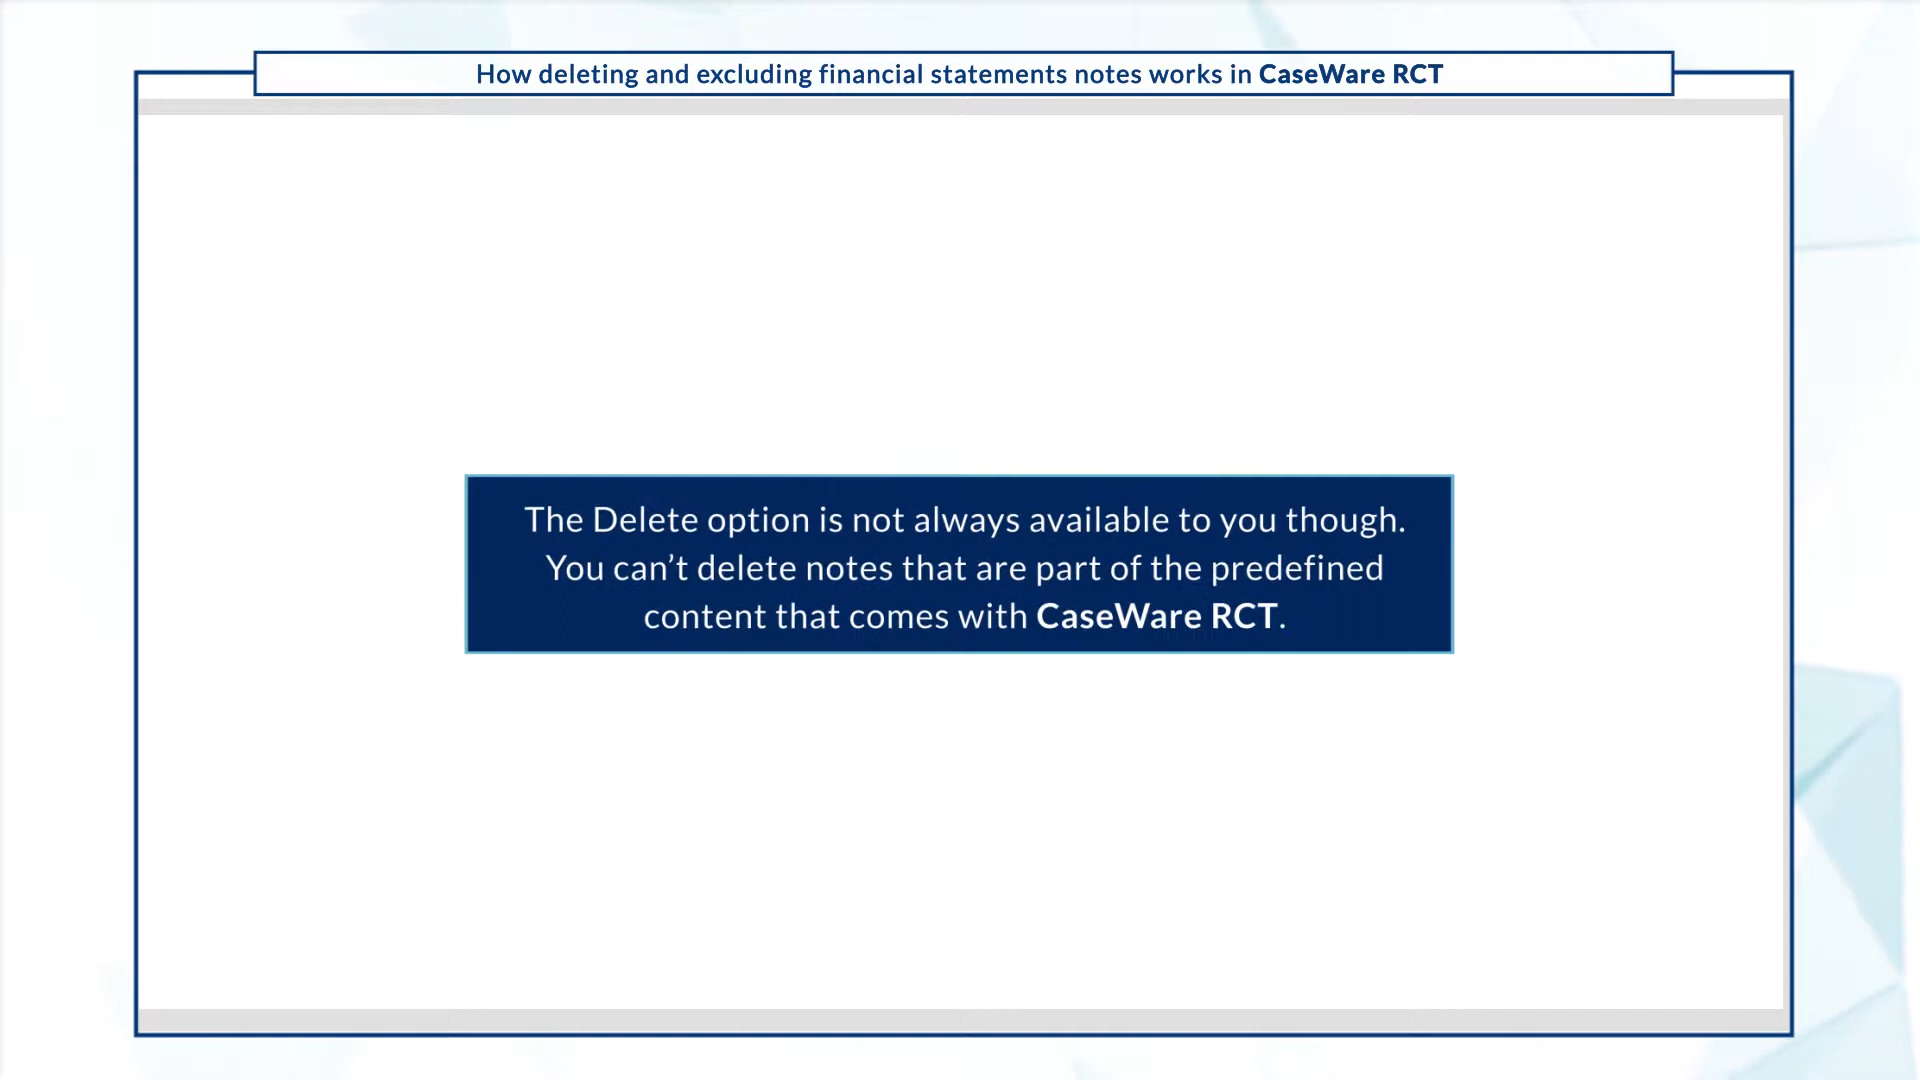 How deleting and excluding financial statements notes works in CaseWare RCT
The Delete option is not always available to you though.
You can’t delete notes that are part of the predefined
content that comes with CaseWare RCT.